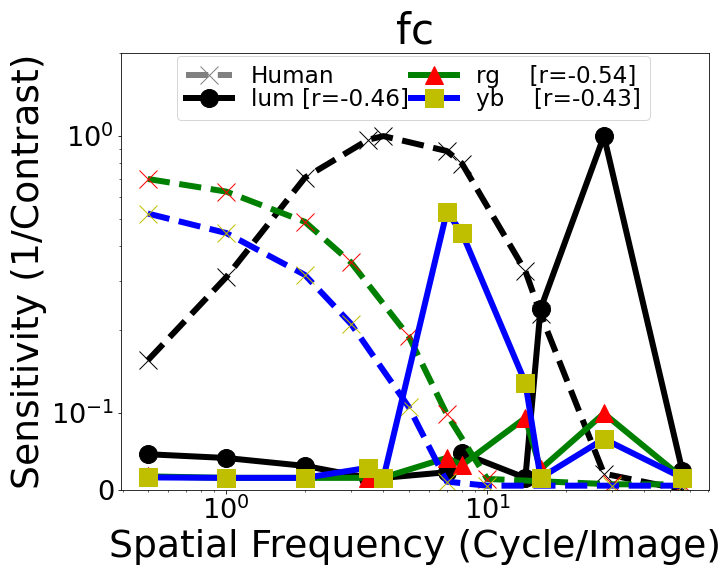 fc
Human
lum [r=-0.46]
rg [r=-0.54]
yb [r=-0.43]
Sensitivity (1/Contrast)
10⁰
10⁻¹
0
10⁰ 10¹
Spatial Frequency (Cycle/Image)